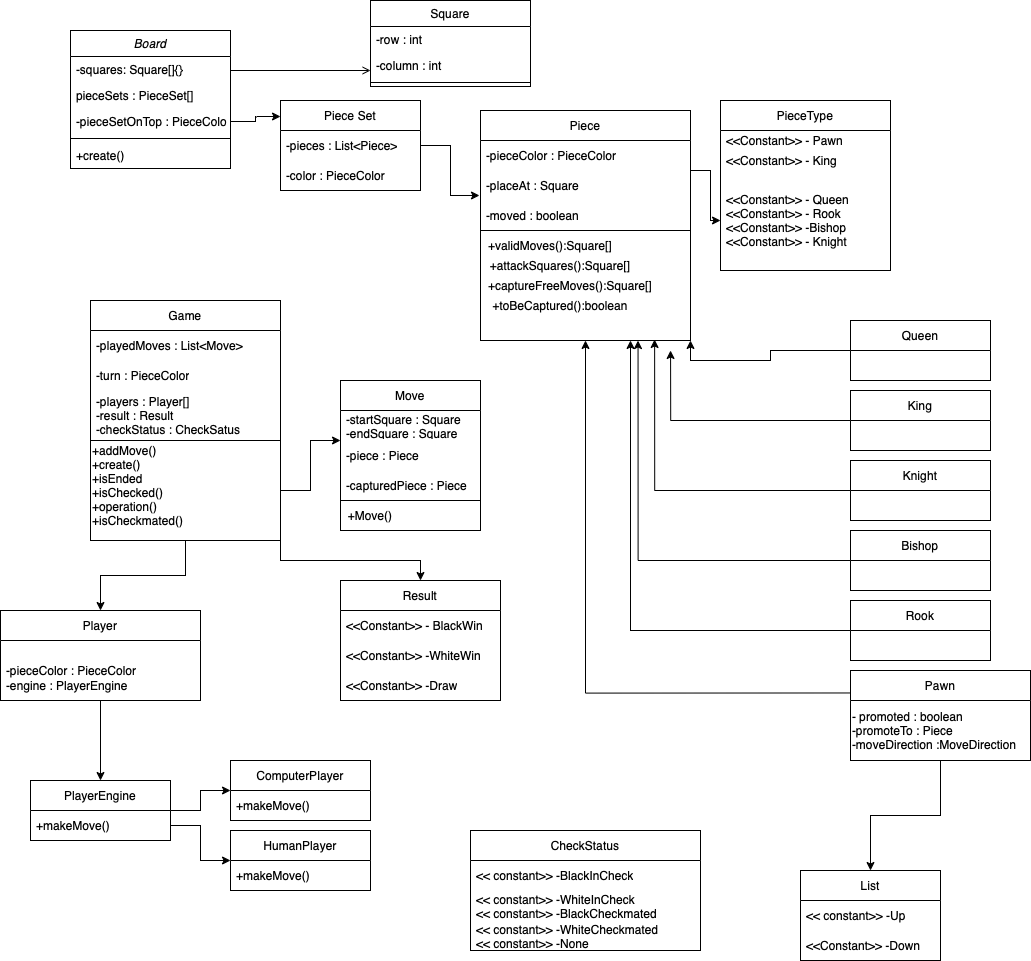 Square
-row : int
-column : int
Board
-squares: Square[]{}
pieceSets : PieceSet[]
-pieceSetOnTop : PieceColo
+create()
Piece Set
-pieces : List<Piece>
-color : PieceColor
Piece
-pieceColor : PieceColor
-placeAt : Square
-moved : boolean
+validMoves():Square[]
+attackSquares():Square[]
+captureFreeMoves():Square[]
+toBeCaptured():boolean
PieceType
<<Constant>> - Pawn
<<Constant>> - King
<<Constant>> - Queen
<<Constant>> - Rook
<<Constant>> -Bishop
<<Constant>> - Knight
Game
-playedMoves : List<Move>
-turn : PieceColor
-players : Player[]
-result : Result
-checkStatus : CheckSatus
+addMove()
+create()
+isEnded
+isChecked()
+operation()
+isCheckmated()
Move
-startSquare : Square
-endSquare : Square
-piece : Piece
-capturedPiece : Piece
+Move()
Queen
King
Knight
Bishop
Rook
Pawn
- promoted : boolean
-promoteTo : Piece
-moveDirection :MoveDirection
Result
<<Constant>> - BlackWin
<<Constant>> -WhiteWin
<<Constant>> -Draw
Player
-pieceColor : PieceColor
-engine : PlayerEngine
PlayerEngine
+makeMove()
ComputerPlayer
+makeMove()
HumanPlayer
+makeMove()
CheckStatus
<< constant>> -BlackInCheck
<< constant>> -WhiteInCheck
<< constant>> -BlackCheckmated
<< constant>> -WhiteCheckmated
<< constant>> -None
List
<< constant>> -Up
<<Constant>> -Down